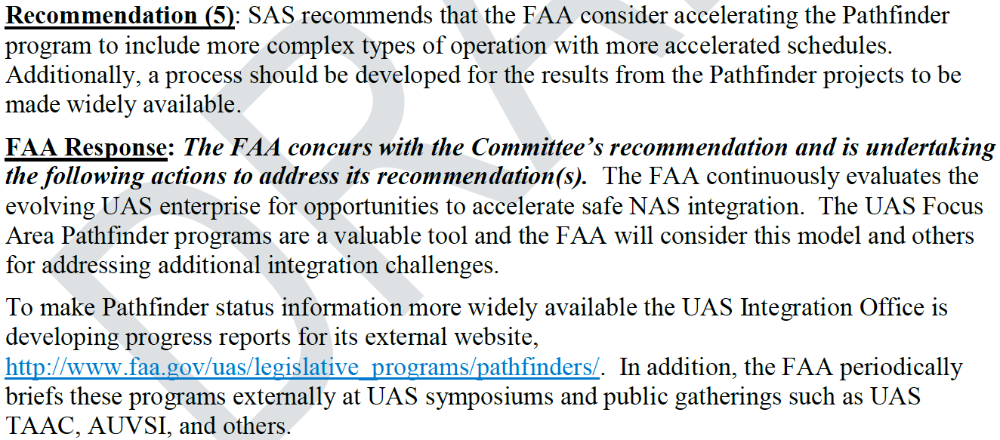 Recommendation (5): SAS recommends that the FAA consider accelerating the Pathfinder
program to include more complex types of operation with more accelerated schedules.
Additionally, a process should be developed for the results from the Pathfinder projects to be
made widely available.
FAA Response: The FAA concurs with the Committee’s recommendation and is undertaking
the following actions to address its recommendation(s).  The FAA continuously evaluates the
evolving UAS enterprise for opportunities to accelerate safe NAS integration.  The UAS Focus
Area Pathfinder programs are a valuable tool and the FAA will consider this model and others
for addressing additional integration challenges.
To make Pathfinder status information more widely available the UAS Integration Office is
developing progress reports for its external website,
http://www.faa.gov/uas/legislative_programs/pathfinders/.  In addition, the FAA periodically
briefs these programs externally at UAS symposiums and public gatherings such as UAS
TAAC, AUVSI, and others.
DRA